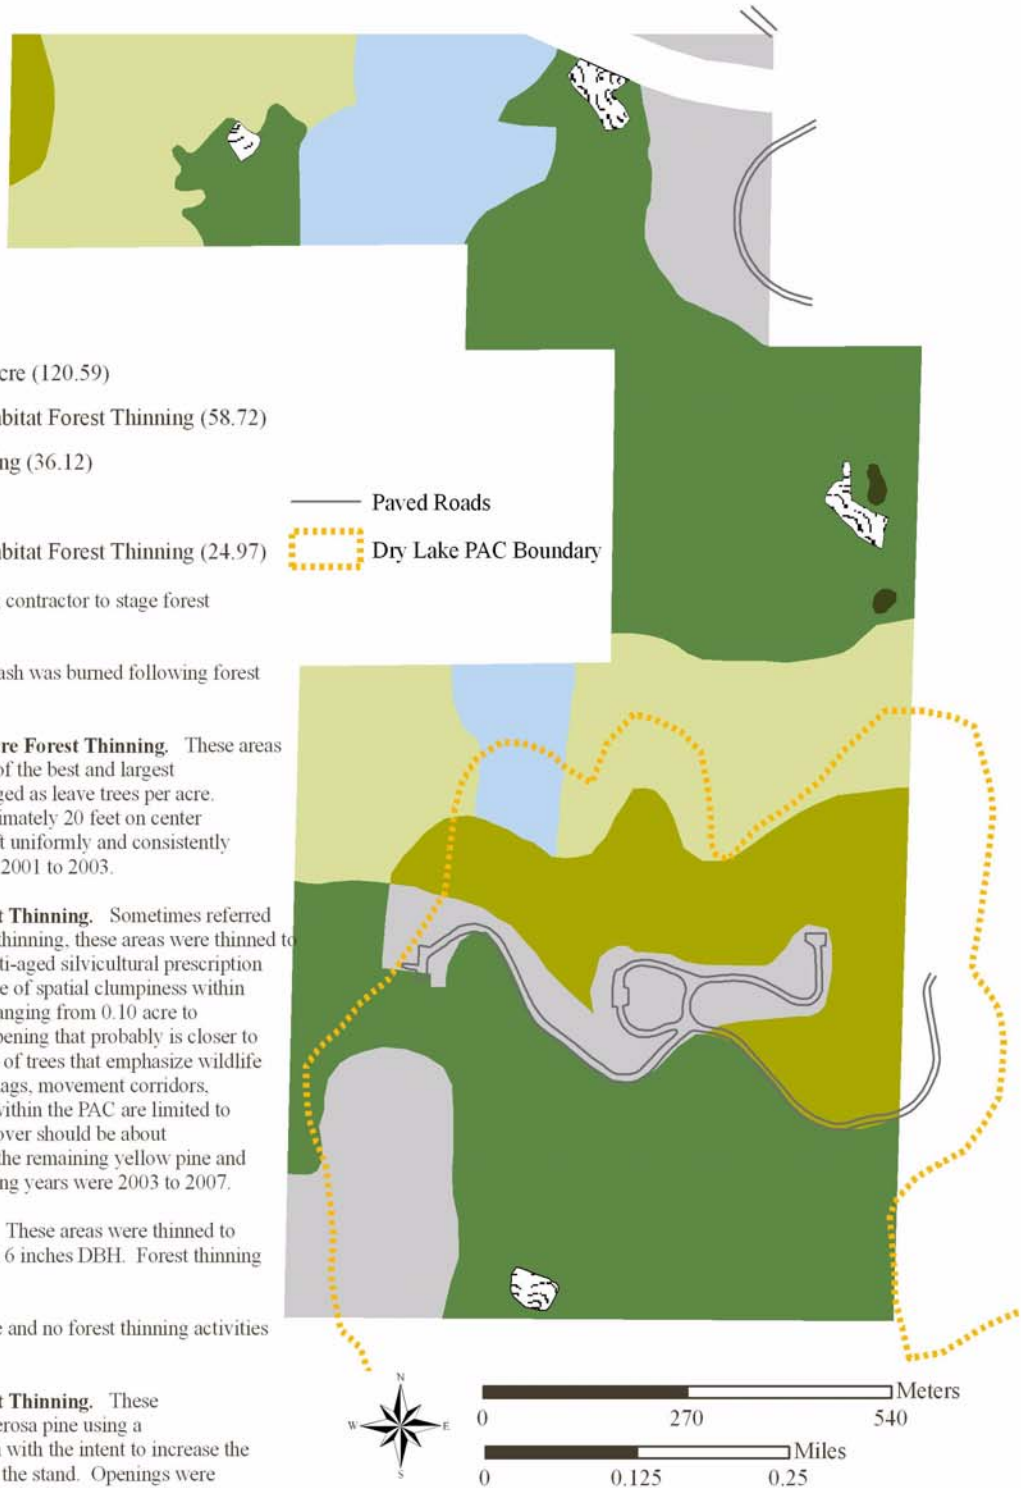 cre (120.59)
bitat Forest Thinning (58.72)
ng (36.12)
Paved Roads
bitat Forest Thinning (24.97)
Dry Lake PAC Boundary
contractor to stage forest
ash was burned following forest
re Forest Thinning. These areas
of the best and largest
ged as leave trees per acre.
imately 20 feet on center
t uniformly and consistently
2001 to 2003.
t Thinning. Sometimes referred
thinning, these areas were thinned to
ti-aged silvicultural prescription
e of spatial clumpiness within
anging from 0.10 acre to
pening that probably is closer to
of trees that emphasize wildlife
ags, movement corridors,
within the PAC are limited to
over should be about
the remaining yellow pine and
ng years were 2003 to 2007.
These areas were thinned to
6 inches DBH. Forest thinning
e and no forest thinning activities
t Thinning. These
erosa pine using a
with the intent to increase the
the stand. Openings were
N
W E
S
Meters
0 270 540
Miles
0 0.125 0.25